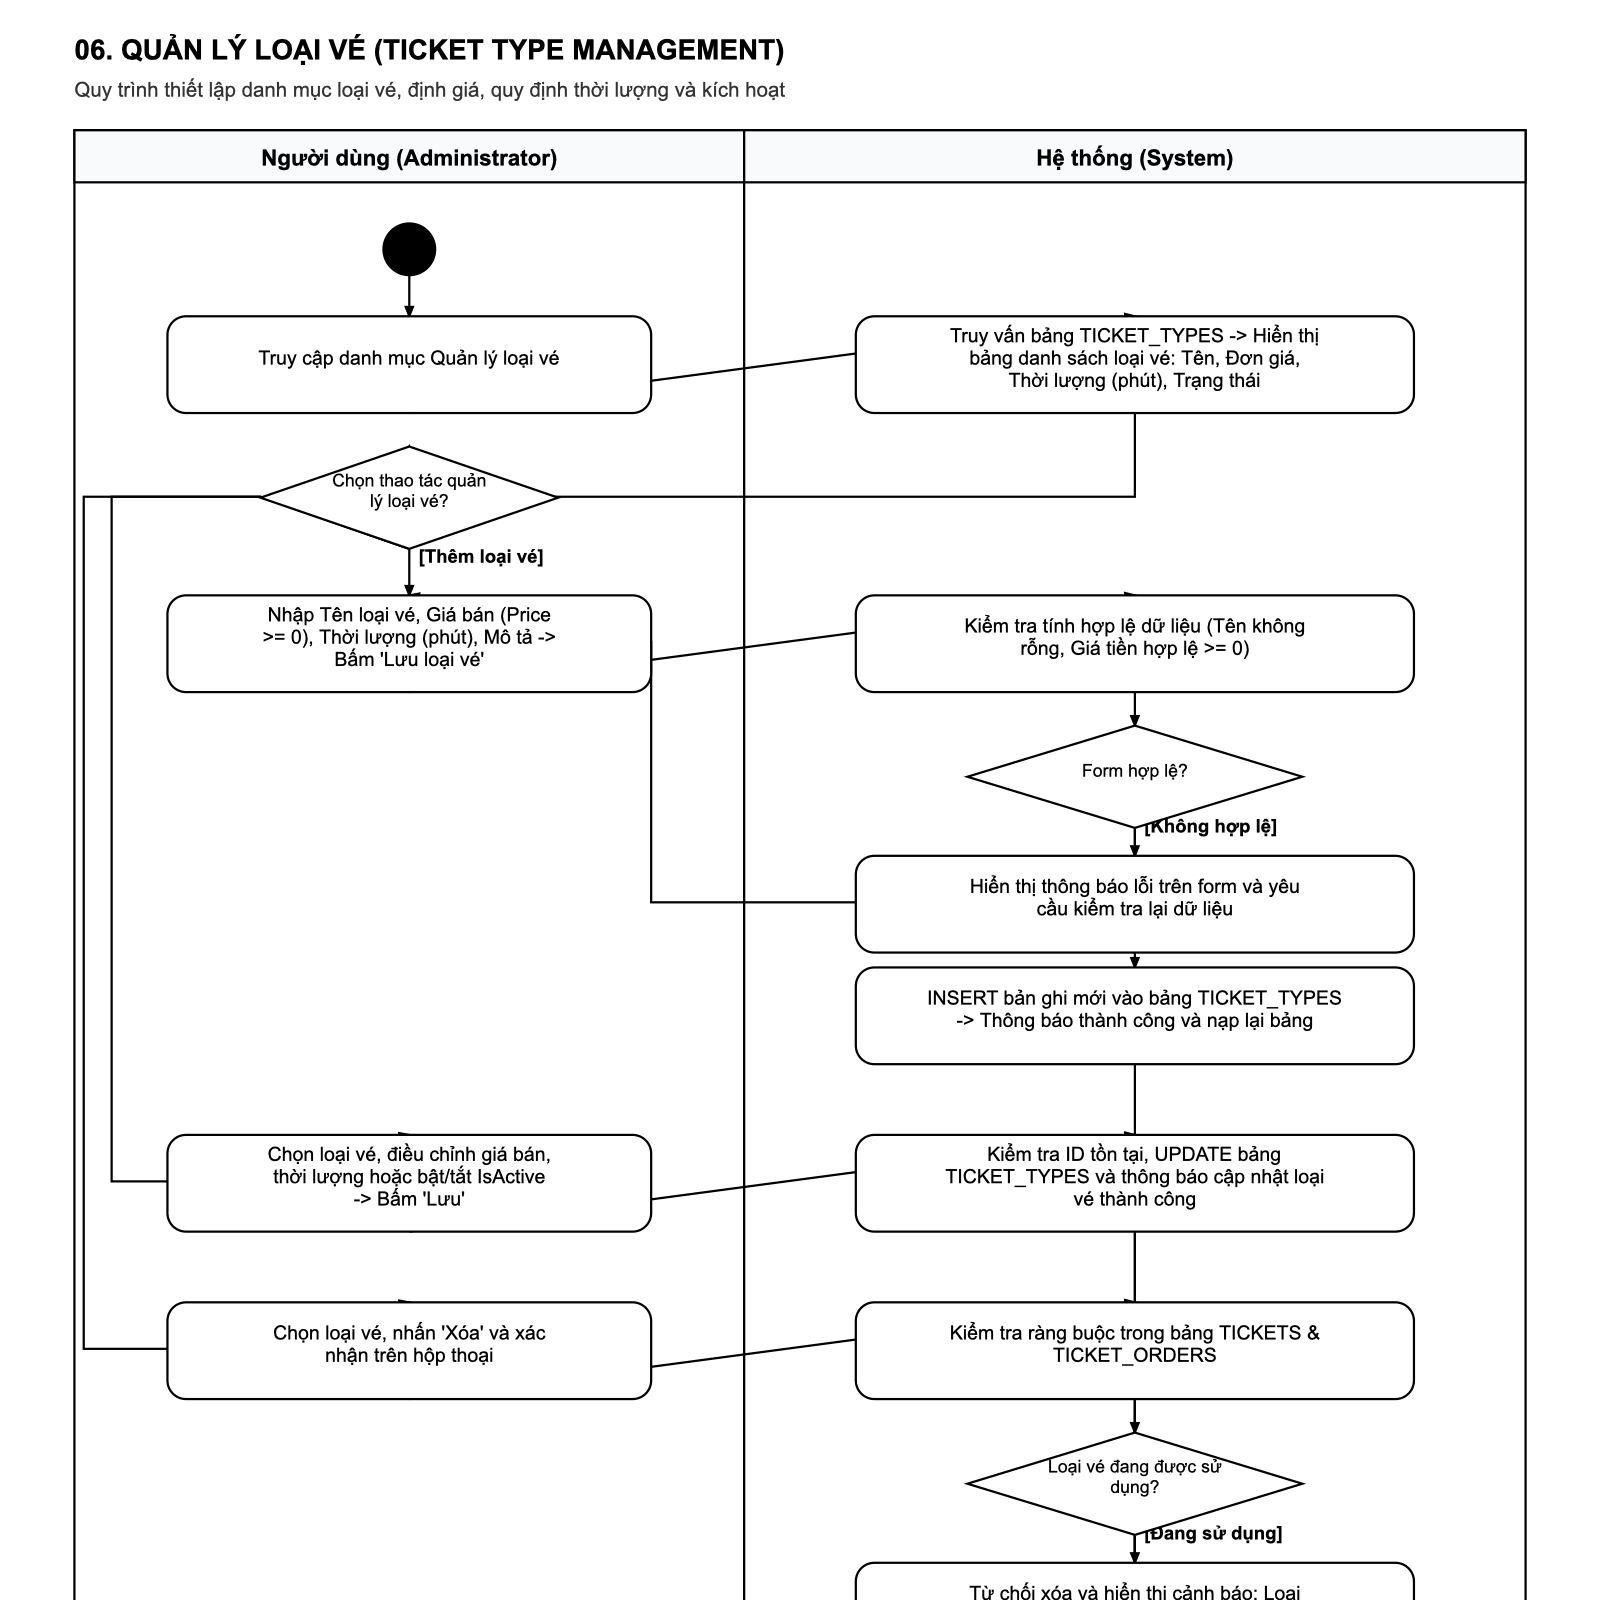 06. QUẢN LÝ LOẠI VÉ (TICKET TYPE MANAGEMENT)
Quy trình thiết lập danh mục loại vé, định giá, quy định thời lượng và kích hoạt
Người dùng (Administrator)
Hệ thống (System)
Truy cập danh mục Quản lý loại vé
Truy vấn bảng TICKET_TYPES -> Hiển thị
bảng danh sách loại vé: Tên, Đơn giá,
Thời lượng (phút), Trạng thái
Chọn thao tác quản
lý loại vé?
[Thêm loại vé]
Nhập Tên loại vé, Giá bán (Price
>= 0), Thời lượng (phút), Mô tả ->
Bấm 'Lưu loại vé'
Kiểm tra tính hợp lệ dữ liệu (Tên không
rỗng, Giá tiền hợp lệ >= 0)
Form hợp lệ?
[Không hợp lệ]
Hiển thị thông báo lỗi trên form và yêu
cầu kiểm tra lại dữ liệu
INSERT bản ghi mới vào bảng TICKET_TYPES
-> Thông báo thành công và nạp lại bảng
Chọn loại vé, điều chỉnh giá bán,
thời lượng hoặc bật/tắt IsActive
-> Bấm 'Lưu'
Kiểm tra ID tồn tại, UPDATE bảng
TICKET_TYPES và thông báo cập nhật loại
vé thành công
Chọn loại vé, nhấn 'Xóa' và xác
nhận trên hộp thoại
Kiểm tra ràng buộc trong bảng TICKETS &
TICKET_ORDERS
Loại vé đang được sử
dụng?
[Đang sử dụng]
Từ chối xóa và hiển thị cảnh báo: Loại